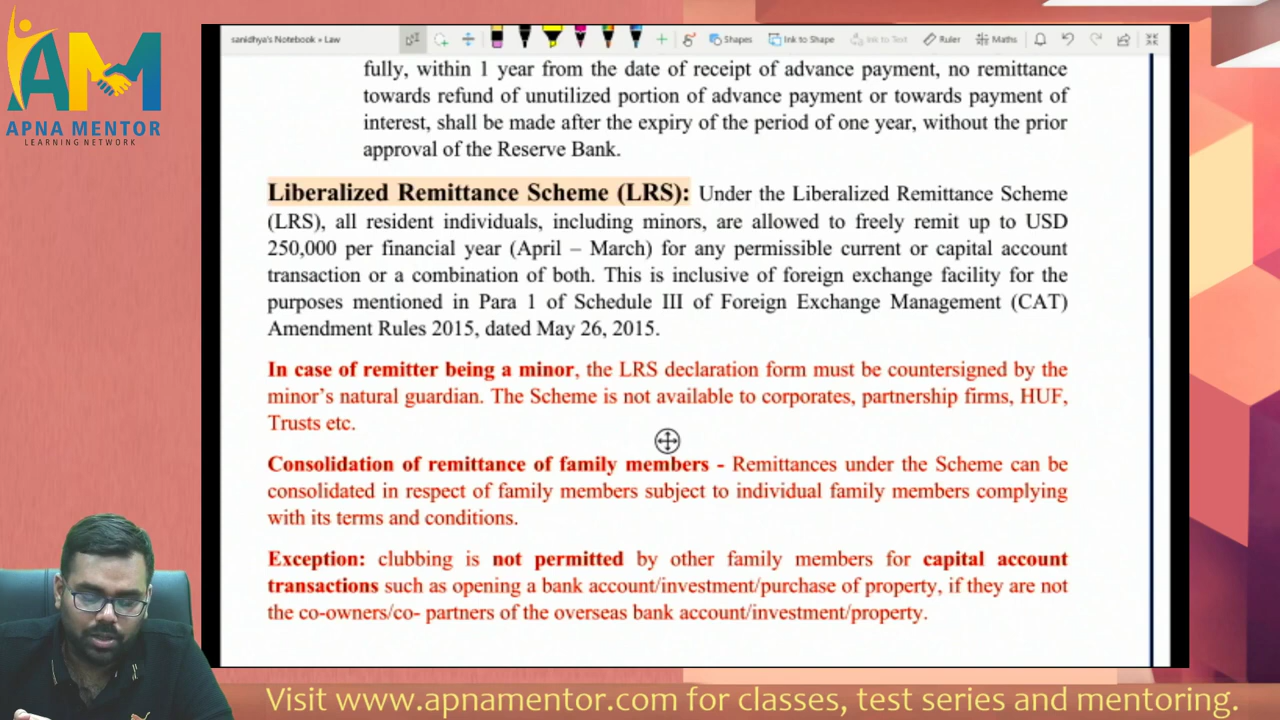 AM
APNA MENTOR
LEARNING NETWORK
sanidhya's Notebook » Law
Shapes
Ink to Shape
Ink to Text
Ruler
Maths
fully, within 1 year from the date of receipt of advance payment, no remittance
towards refund of unutilized portion of advance payment or towards payment of
interest, shall be made after the expiry of the period of one year, without the prior
approval of the Reserve Bank.
Liberalized Remittance Scheme (LRS): Under the Liberalized Remittance Scheme
(LRS), all resident individuals, including minors, are allowed to freely remit up to USD
250,000 per financial year (April – March) for any permissible current or capital account
transaction or a combination of both. This is inclusive of foreign exchange facility for the
purposes mentioned in Para 1 of Schedule III of Foreign Exchange Management (CAT)
Amendment Rules 2015, dated May 26, 2015.
In case of remitter being a minor, the LRS declaration form must be countersigned by the
minor's natural guardian. The Scheme is not available to corporates, partnership firms, HUF,
Trusts etc.
Consolidation of remittance of family members - Remittances under the Scheme can be
consolidated in respect of family members subject to individual family members complying
with its terms and conditions.
Exception: clubbing is not permitted by other family members for capital account
transactions such as opening a bank account/investment/purchase of property, if they are not
the co-owners/co- partners of the overseas bank account/investment/property.
Visit www.apnamentor.com for classes, test series and mentoring.